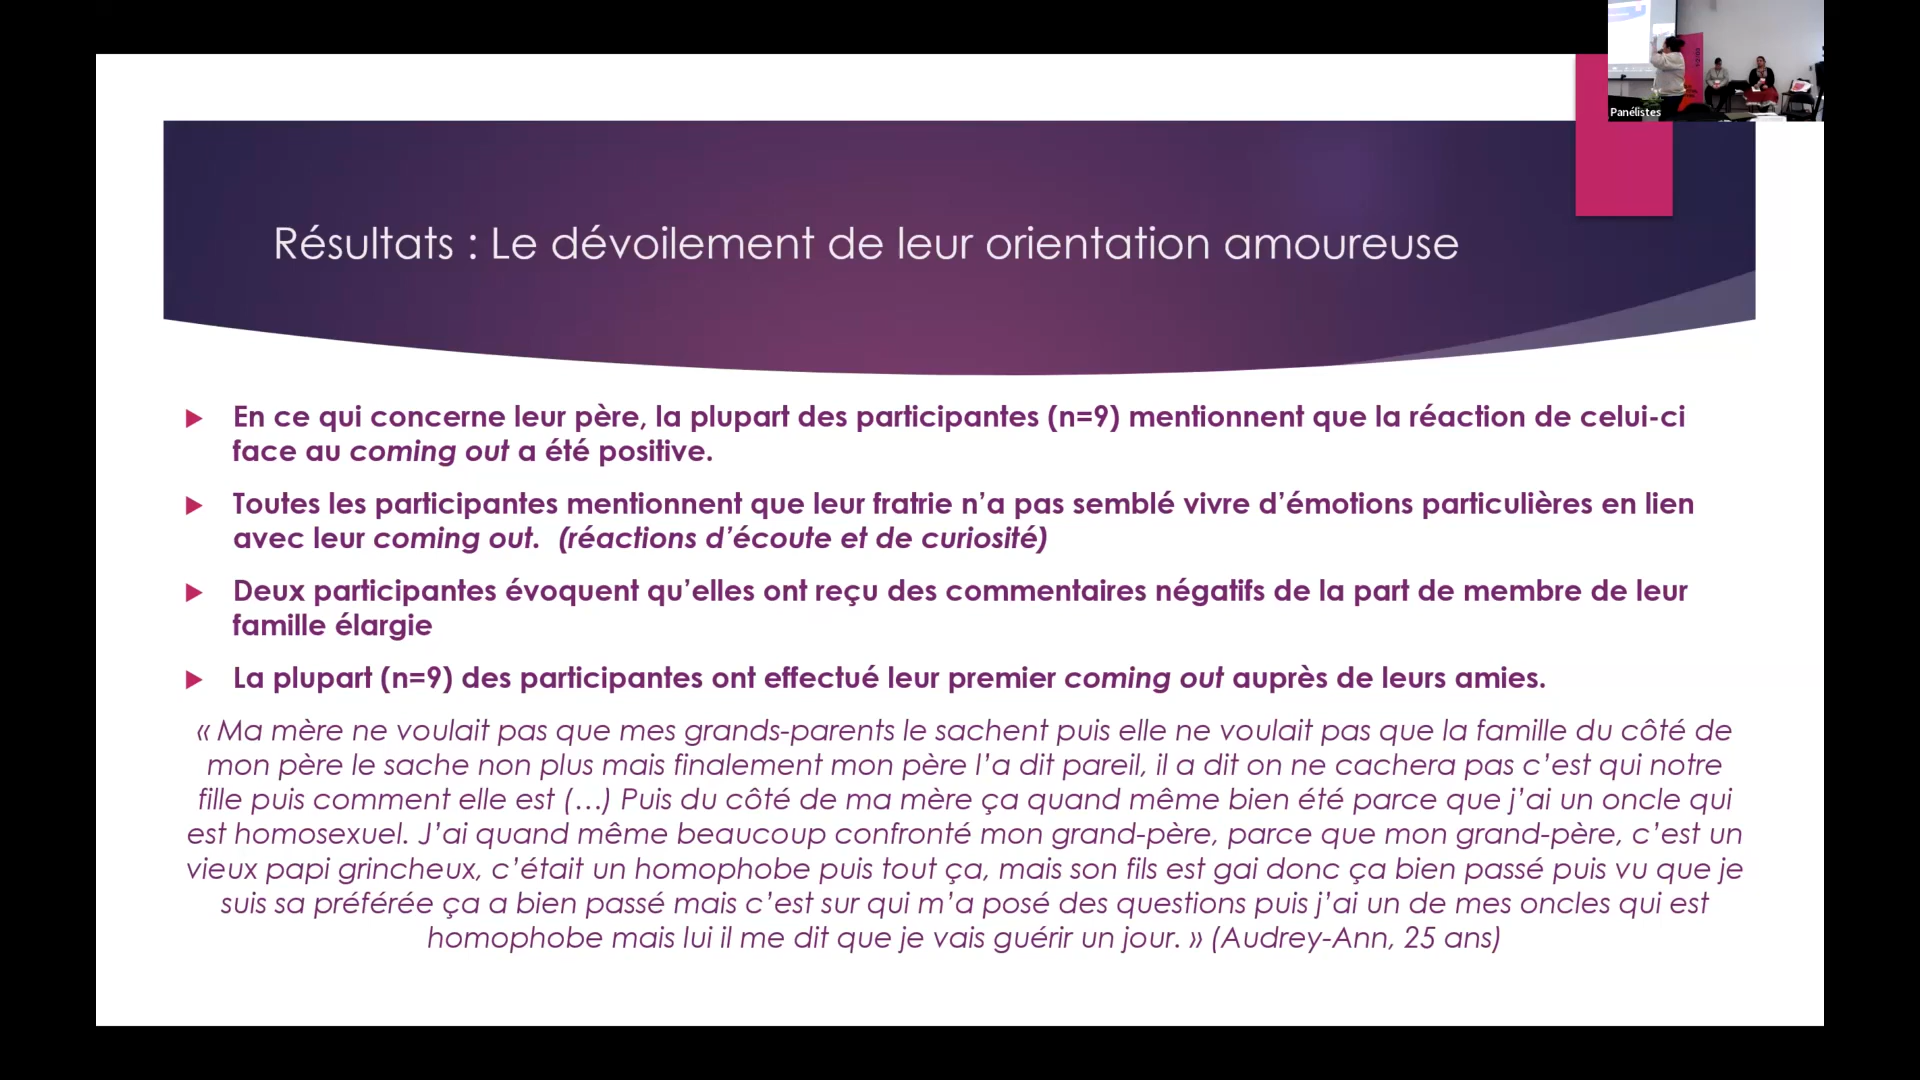 Panélistes
Résultats : Le dévoilement de leur orientation amoureuse
En ce qui concerne leur père, la plupart des participantes (n=9) mentionnent que la réaction de celui-ci
face au coming out a été positive.
Toutes les participantes mentionnent que leur fratrie n’a pas semblé vivre d’émotions particulières en lien
avec leur coming out. (réactions d’écoute et de curiosité)
Deux participantes évoquent qu’elles ont reçu des commentaires négatifs de la part de membre de leur
famille élargie
La plupart (n=9) des participantes ont effectué leur premier coming out auprès de leurs amies.
« Ma mère ne voulait pas que mes grands-parents le sachent puis elle ne voulait pas que la famille du côté de
mon père le sache non plus mais finalement mon père l’a dit pareil, il a dit on ne cachera pas c’est qui notre
fille puis comment elle est (…) Puis du côté de ma mère ça quand même bien été parce que j’ai un oncle qui
est homosexuel. J’ai quand même beaucoup confronté mon grand-père, parce que mon grand-père, c’est un
vieux papi grincheux, c’était un homophobe puis tout ça, mais son fils est gai donc ça bien passé puis vu que je
suis sa préférée ça a bien passé mais c’est sur qui m’a posé des questions puis j’ai un de mes oncles qui est
homophobe mais lui il me dit que je vais guérir un jour. » (Audrey-Ann, 25 ans)